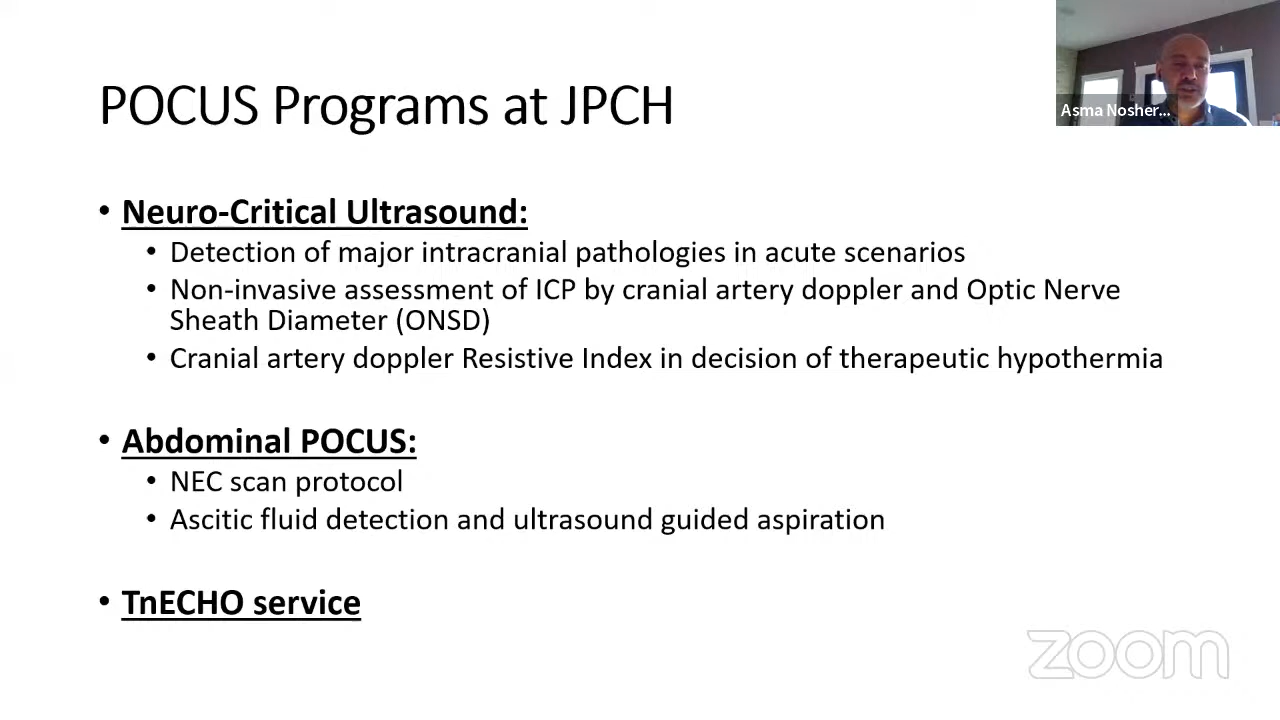 POCUS Programs at JPCH
Asma Nosher...
• Neuro-Critical Ultrasound:
• Detection of major intracranial pathologies in acute scenarios
• Non-invasive assessment of ICP by cranial artery doppler and Optic Nerve
Sheath Diameter (ONSD)
• Cranial artery doppler Resistive Index in decision of therapeutic hypothermia
• Abdominal POCUS:
• NEC scan protocol
• Ascitic fluid detection and ultrasound guided aspiration
• TnECHO service
zoom